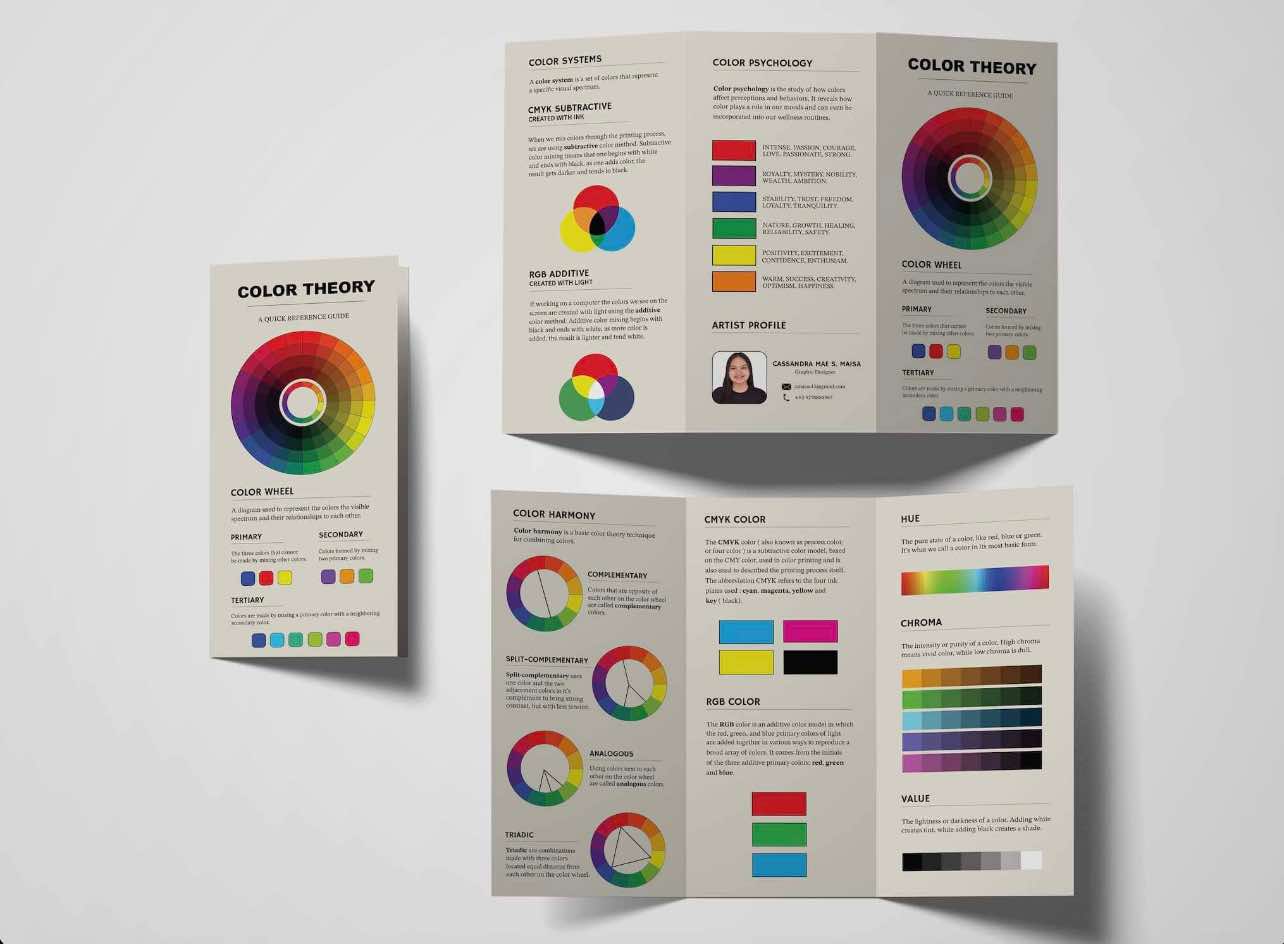 COLOR THEORY
A QUICK REFERENCE GUIDE
COLOR WHEEL
A diagram used to represent the colors the visible
spectrum and their relationships to each other.
PRIMARY
The three colors that cannot
be made by mixing other colors.
SECONDARY
Colors formed by mixing
two primary colors.
TERTIARY
Colors are made by mixing a primary color with a neighboring
secondary color.
COLOR SYSTEMS
A color system is a set of colors that represent
a specific visual spectrum.
CMYK SUBTRACTIVE
CREATED WITH INK
When we mix colors through the printing process,
we are using subtractive color method. Subtractive
color mixing means that one begins with white
and ends with black, as one adds color, the
result gets darker and tends to black.
RGB ADDITIVE
CREATED WITH LIGHT
If working on a computer the colors we see on the
screen are created with light using the additive
color method. Additive color mixing begins with
black and ends with white, as more color is
added, the result is lighter and tend white.
COLOR PSYCHOLOGY
Color psychology is the study of how colors
affect perceptions and behaviors. It reveals how
color plays a role in our moods and can even be
incorporated into our wellness routines.
INTENSE, PASSION, COURAGE,
LOVE, PASSIONATE, STRONG.
ROYALTY, MYSTERY, NOBILITY,
WEALTH, AMBITION.
STABILITY, TRUST, FREEDOM,
LOYALTY, TRANQUILITY.
NATURE, GROWTH, HEALING,
RELIABILITY, SAFETY.
POSITIVITY, EXCITEMENT,
CONFIDENCE, ENTHUSIAM.
WARM, SUCCESS, CREATIVITY,
OPTIMISM, HAPPINESS.
ARTIST PROFILE
CASSANDRA MAE S. MAISA
Graphic Designer
COLOR THEORY
A QUICK REFERENCE GUIDE
COLOR WHEEL
A diagram used to represent the colors the visible
spectrum and their relationships to each other.
PRIMARY
The three colors that cannot
be made by mixing other colors.
SECONDARY
Colors formed by mixing
two primary colors.
TERTIARY
Colors are made by mixing a primary color with a neighboring
secondary color.
COLOR HARMONY
Color harmony is a basic color theory technique
for combining colors.
COMPLEMENTARY
Colors that are opposite of
each other on the color wheel
are called complementary
colors.
SPLIT-COMPLEMENTARY
Split-complementary uses
one color and the two
adjacement colors in it's
complement to bring strong
contrast, but with less tension.
ANALOGOUS
Using colors next to each
other on the color wheel
are called analogous colors.
TRIADIC
Triadic are combinations
made with three colors
located equal distance from
each other on the color wheel.
CMYK COLOR
The CMYK color ( also known as process color,
or four color ) is a subtractive color model, based
on the CMY color, used to color printing and is
also used to described the printing process itself.
The abbreviation CMYK refers to the four ink
plates used : cyan, magenta, yellow and
key ( black).
RGB COLOR
The RGB color is an additive color model in which
the red, green, and blue primary colors of light
are added together in various ways to reproduce a
broad array of colors. It comes from the initials
of the three additive primary colors: red, green
and blue.
HUE
The pure state of a color, like red, blue or green.
It's what we call a color in its most basic form.
CHROMA
The intensity or purity of a color. High chroma
means vivid color, while low chroma is dull.
VALUE
The lightness or darkness of a color. Adding white
creates tint, while adding black creates a shade.